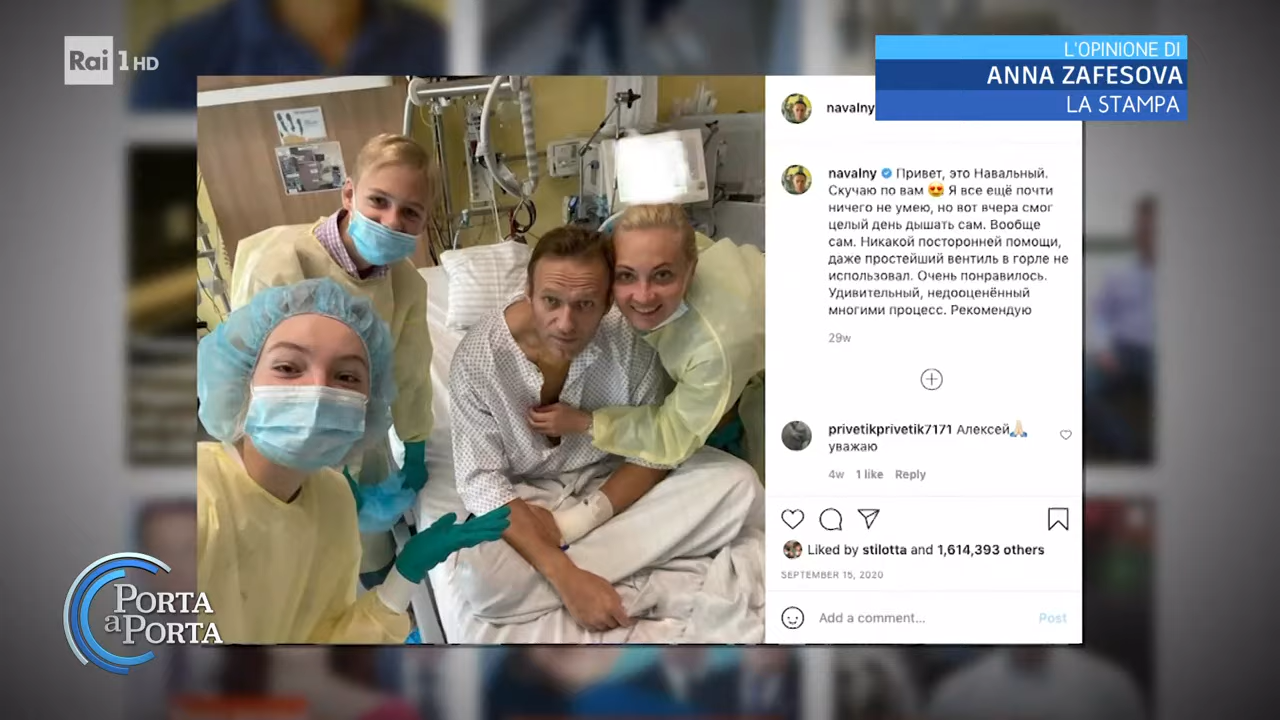 Rai 1 HD
L'OPINIONE DI
ANNA ZAFESOVA
LA STAMPA
navalny
navalny Привет, это Навальный.
Скучаю по вам 😍 Я все ещё почти
ничего не умею, но вот вчера смог
целый день дышать сам. Вообще
сам. Никакой посторонней помощи,
даже простейший вентиль в горле не
использовал. Очень понравилось.
Удивительный, недооценённый
многими процесс. Рекомендую
29w
privetikprivetik7171 Алексей🙏🏻
уважаю
4w 1 like Reply
Liked by stilotta and 1,614,393 others
SEPTEMBER 15, 2020
Add a comment... Post
PORTA
a PORTA